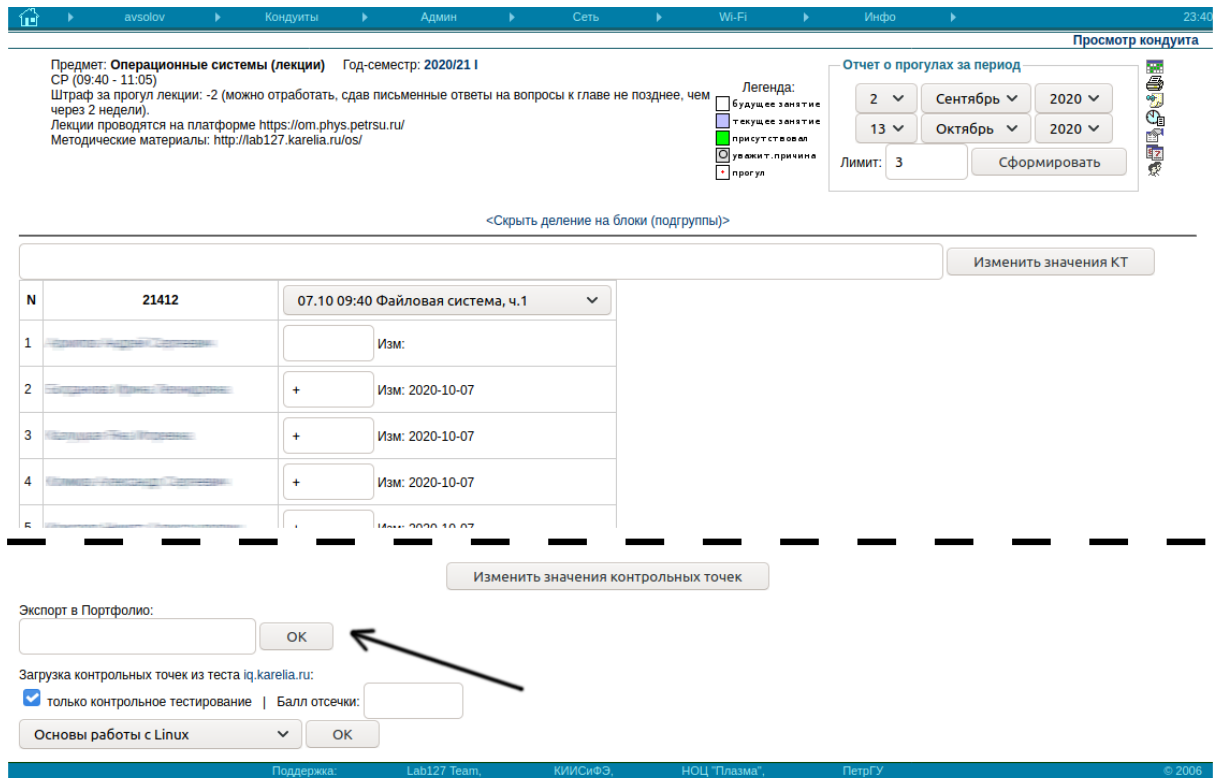 avsolov Кондуиты Админ Сеть Wi-Fi Инфо 23:40
Просмотр кондуита
Предмет: Операционные системы (лекции) Год-семестр: 2020/21 I
СР (09:40 - 11:05)
Штраф за прогул лекции: -2 (можно отработать, сдав письменные ответы на вопросы к главе не позднее, чем
через 2 недели).
Лекции проводятся на платформе https://om.phys.petrsu.ru/
Методические материалы: http://lab127.karelia.ru/os/
Легенда:
будущее занятие
текущее занятие
присутствовал
уважит.причина
прогул
Отчет о прогулах за период
2 Сентябрь 2020
13 Октябрь 2020
Лимит: 3 Сформировать
<Скрыть деление на блоки (подгруппы)>
Изменить значения КТ
N 21412 07.10 09:40 Файловая система, ч.1
1 Изм:
2 + Изм: 2020-10-07
3 + Изм: 2020-10-07
4 + Изм: 2020-10-07
5 + Изм: 2020-10-07
Изменить значения контрольных точек
Экспорт в Портфолио:
ОК
Загрузка контрольных точек из теста iq.karelia.ru:
только контрольное тестирование | Балл отсечки:
Основы работы с Linux ОК
Поддержка: Lab127 Team, КИИСиФЭ, НОЦ "Плазма", ПетрГУ © 2006